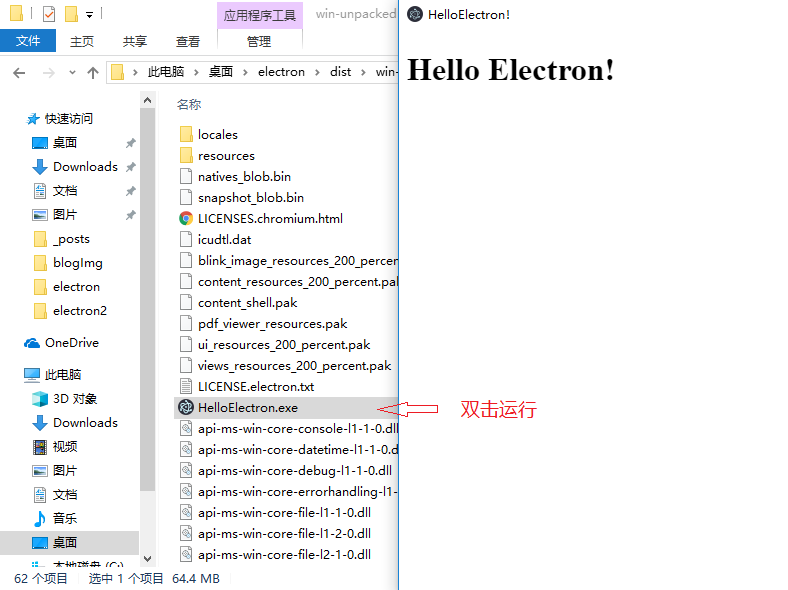 应用程序工具
win-unpacked
文件
主页
共享
查看
管理
此电脑
桌面
electron
dist
win-
快速访问
桌面
Downloads
文档
图片
_posts
blogImg
electron
electron2
OneDrive
此电脑
3D 对象
Downloads
视频
图片
文档
音乐
桌面
本地磁盘 (C:)
名称
locales
resources
natives_blob.bin
snapshot_blob.bin
LICENSES.chromium.html
icudtl.dat
blink_image_resources_200_percen
content_resources_200_percent.pak
content_shell.pak
pdf_viewer_resources.pak
ui_resources_200_percent.pak
views_resources_200_percent.pak
LICENSE.electron.txt
HelloElectron.exe
api-ms-win-core-console-l1-1-0.dll
api-ms-win-core-datetime-l1-1-0.d
api-ms-win-core-debug-l1-1-0.dll
api-ms-win-core-errorhandling-l1-
api-ms-win-core-file-l1-1-0.dll
api-ms-win-core-file-l1-2-0.dll
api-ms-win-core-file-l2-1-0.dll
62 个项目
选中 1 个项目 64.4 MB
HelloElectron!
Hello Electron!
双击运行